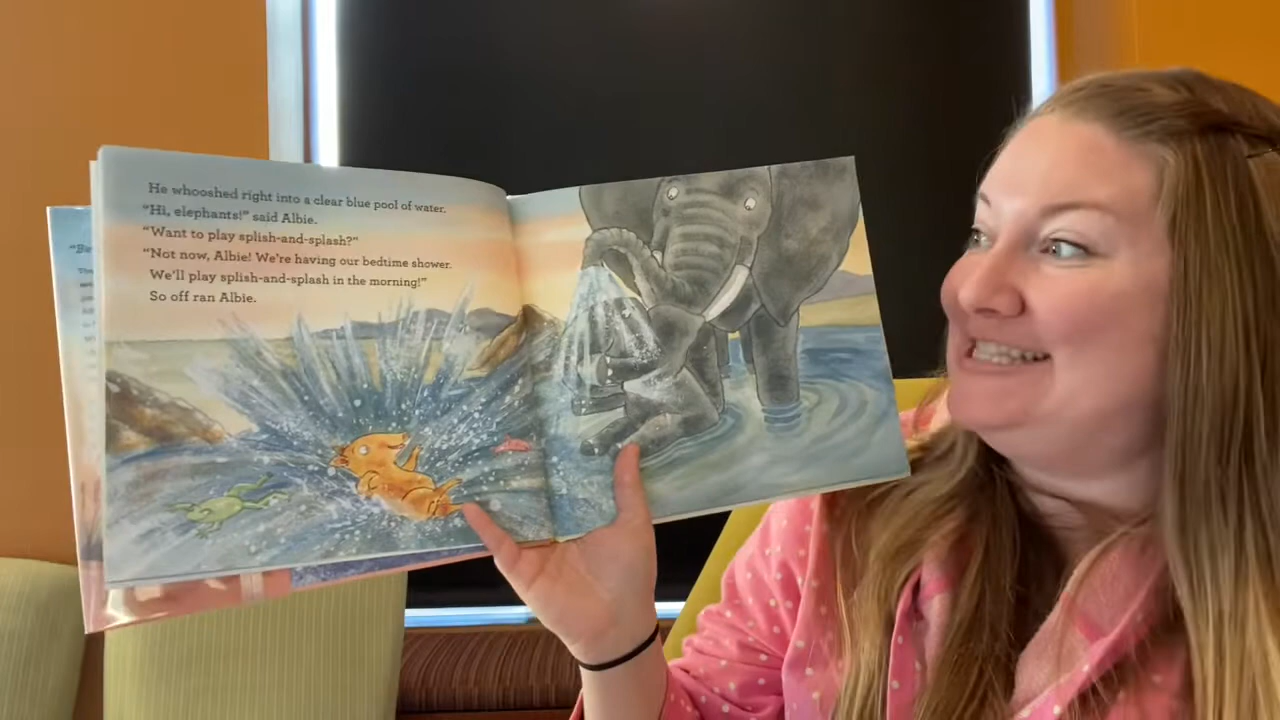 He whooshed right into a clear blue pool of water.
“Hi, elephants!” said Albie.
“Want to play splish-and-splash?”
“Not now, Albie! We’re having our bedtime shower.
We’ll play splish-and-splash in the morning!”
So off ran Albie.